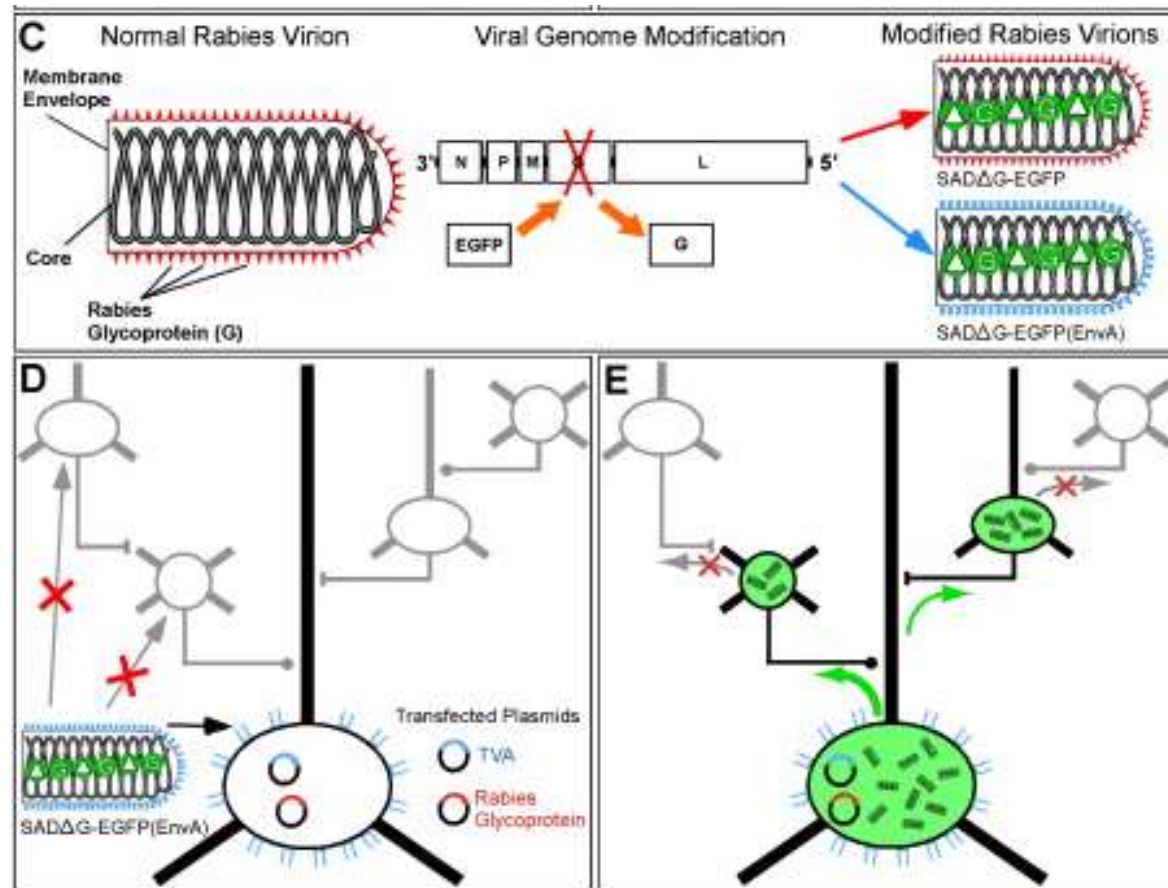 C
Normal Rabies Virion
Viral Genome Modification
Modified Rabies Virions
Membrane
Envelope
Core
Rabies
Glycoprotein (G)
3' N P M G L 5'
EGFP
G
Δ G Δ G Δ G
SADΔG-EGFP
Δ G Δ G Δ G
SADΔG-EGFP(EnvA)
D
Transfected Plasmids
TVA
Rabies
Glycoprotein
Δ G Δ G Δ G
SADΔG-EGFP(EnvA)
E